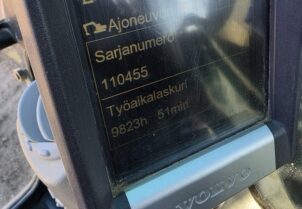 Ajoneuvo
Sarjanumero
110455
Työaikalaskuri
9823h 51min
VOLVO